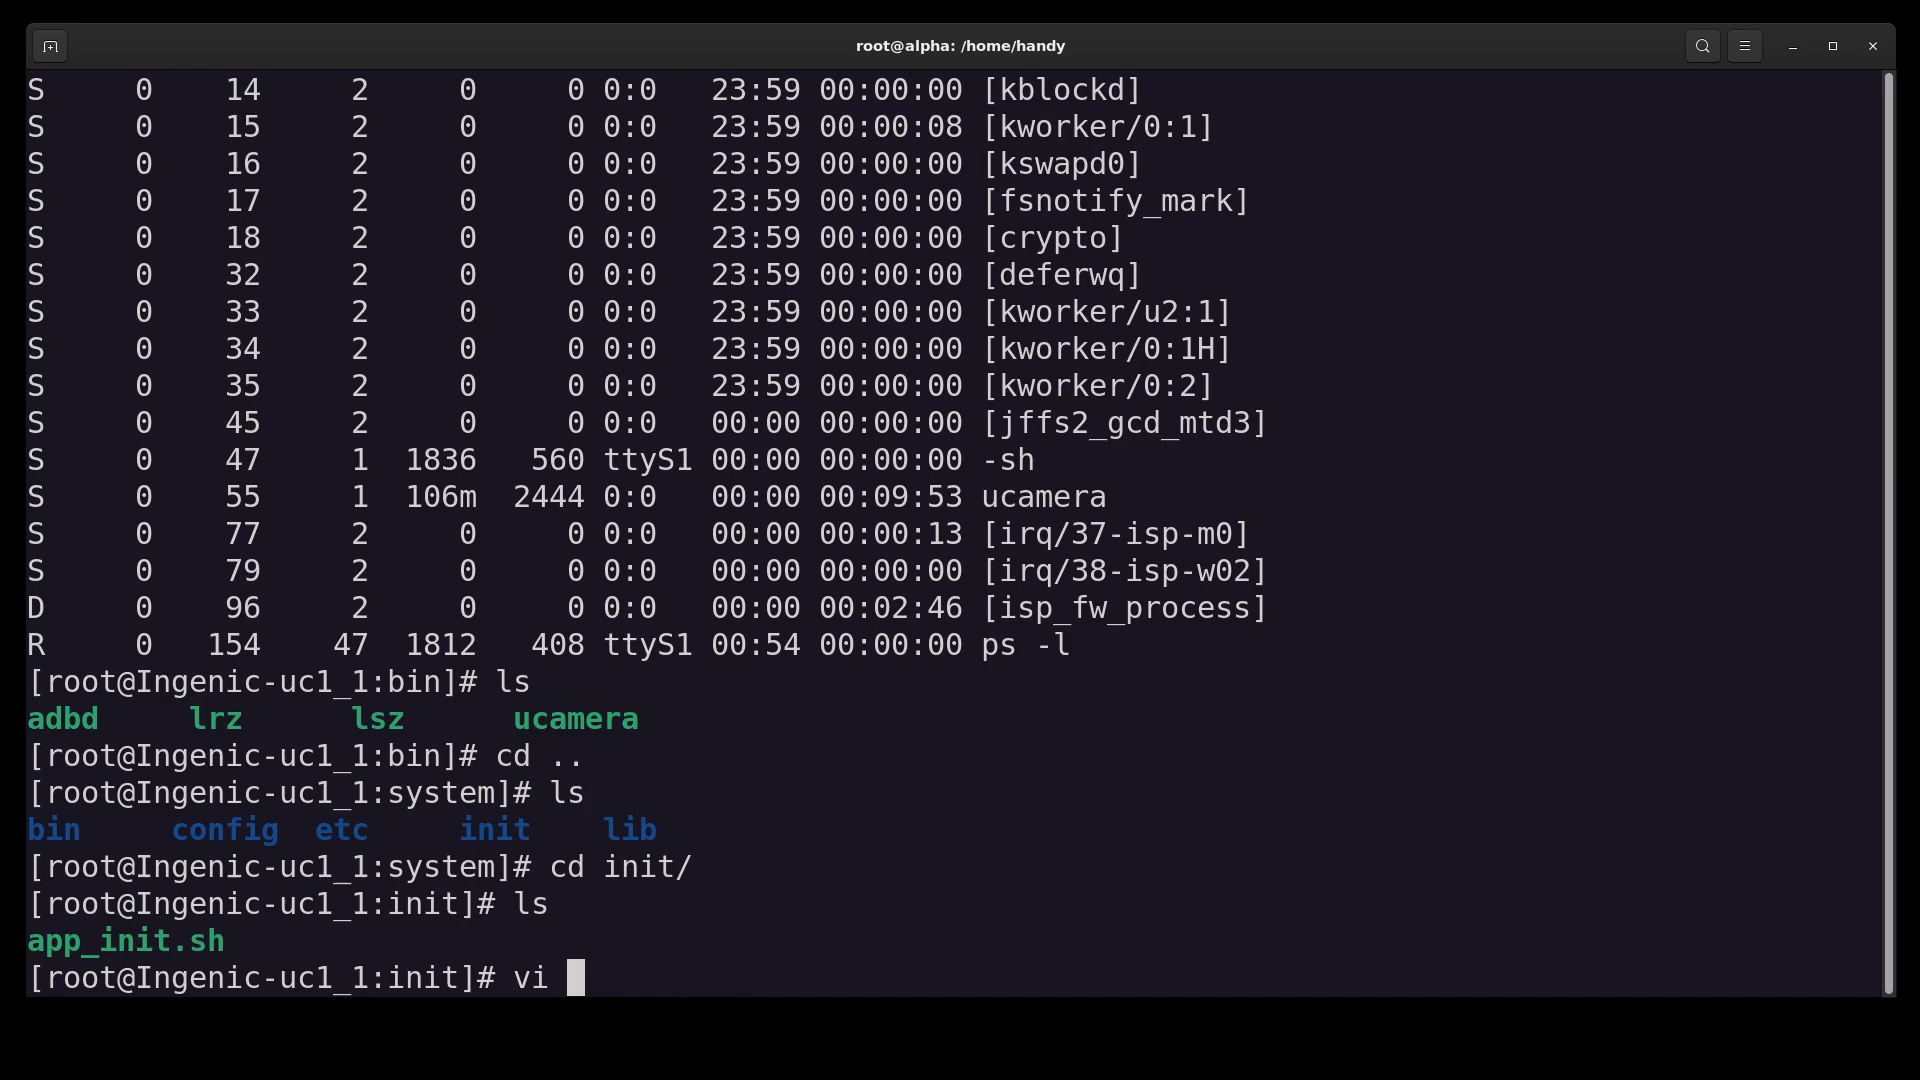 root@alpha: /home/handy
S     0    14     2     0     0 0:0   23:59 00:00:00 [kblockd]
S     0    15     2     0     0 0:0   23:59 00:00:08 [kworker/0:1]
S     0    16     2     0     0 0:0   23:59 00:00:00 [kswapd0]
S     0    17     2     0     0 0:0   23:59 00:00:00 [fsnotify_mark]
S     0    18     2     0     0 0:0   23:59 00:00:00 [crypto]
S     0    32     2     0     0 0:0   23:59 00:00:00 [deferwq]
S     0    33     2     0     0 0:0   23:59 00:00:00 [kworker/u2:1]
S     0    34     2     0     0 0:0   23:59 00:00:00 [kworker/0:1H]
S     0    35     2     0     0 0:0   23:59 00:00:00 [kworker/0:2]
S     0    45     2     0     0 0:0   00:00 00:00:00 [jffs2_gcd_mtd3]
S     0    47     1  1836   560 ttyS1 00:00 00:00:00 -sh
S     0    55     1  106m  2444 0:0   00:00 00:09:53 ucamera
S     0    77     2     0     0 0:0   00:00 00:00:13 [irq/37-isp-m0]
S     0    79     2     0     0 0:0   00:00 00:00:00 [irq/38-isp-w02]
D     0    96     2     0     0 0:0   00:00 00:02:46 [isp_fw_process]
R     0   154    47  1812   408 ttyS1 00:54 00:00:00 ps -l
[root@Ingenic-uc1_1:bin]# ls
adbd     lrz      lsz      ucamera
[root@Ingenic-uc1_1:bin]# cd ..
[root@Ingenic-uc1_1:system]# ls
bin     config  etc     init    lib
[root@Ingenic-uc1_1:system]# cd init/
[root@Ingenic-uc1_1:init]# ls
app_init.sh
[root@Ingenic-uc1_1:init]# vi